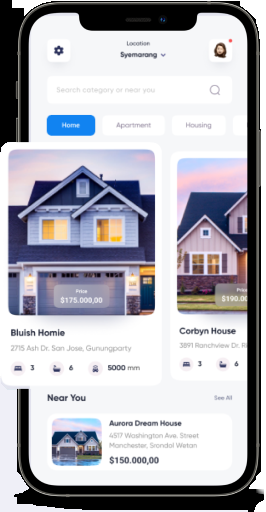 Location
Syemarang
Search category or near you
Home
Apartment
Housing
Price
$175.000,00
Price
$190.00
Bluish Homie
2715 Ash Dr. San Jose, Gunungparty
3
6
5000 mm
Corbyn House
3891 Ranchview Dr. Ri
3
6
Near You
See All
Aurora Dream House
4517 Washington Ave. Street
Manchester, Srondol Wetan
$150.000,00